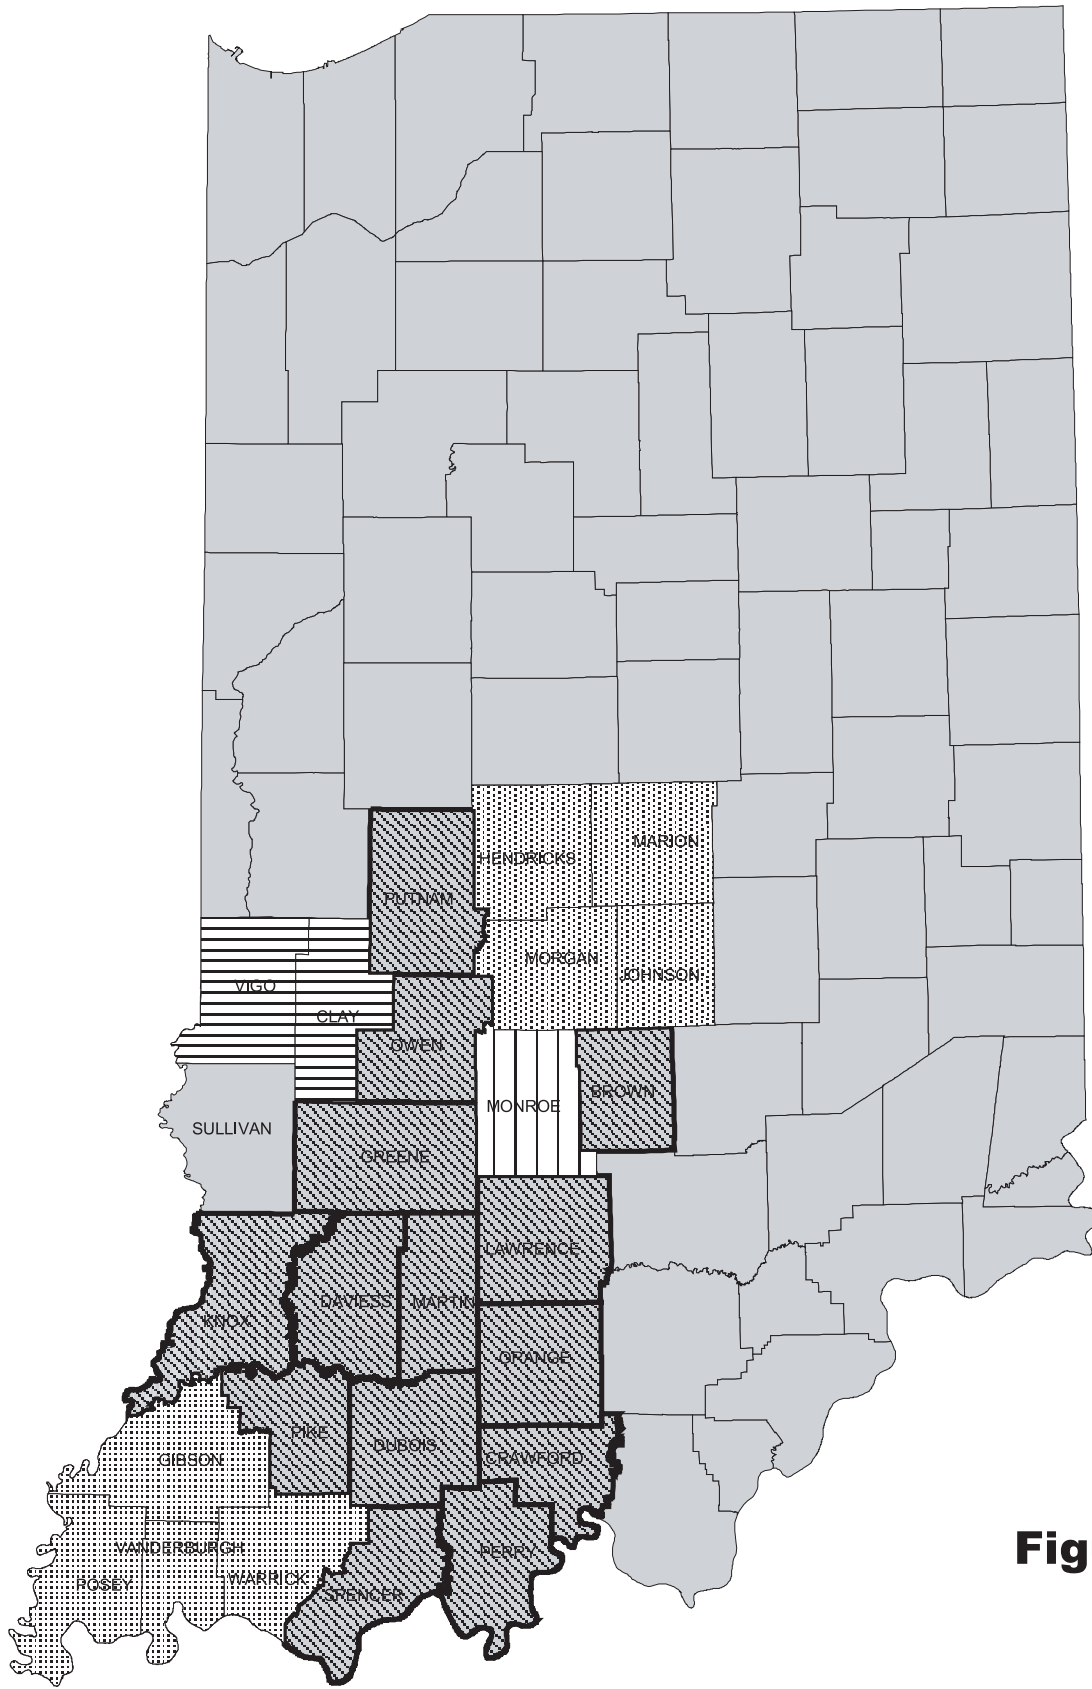 MARION
HENDRICKS
PUTNAM
MORGAN
JOHNSON
VIGO
CLAY
OWEN
BROWN
MONROE
SULLIVAN
GREENE
LAWRENCE
DAVIESS
MARTIN
KNOX
ORANGE
PIKE
DUBOIS
CRAWFORD
GIBSON
VANDERBURGH
PERRY
Fig
WARRICK
POSEY
SPENCER